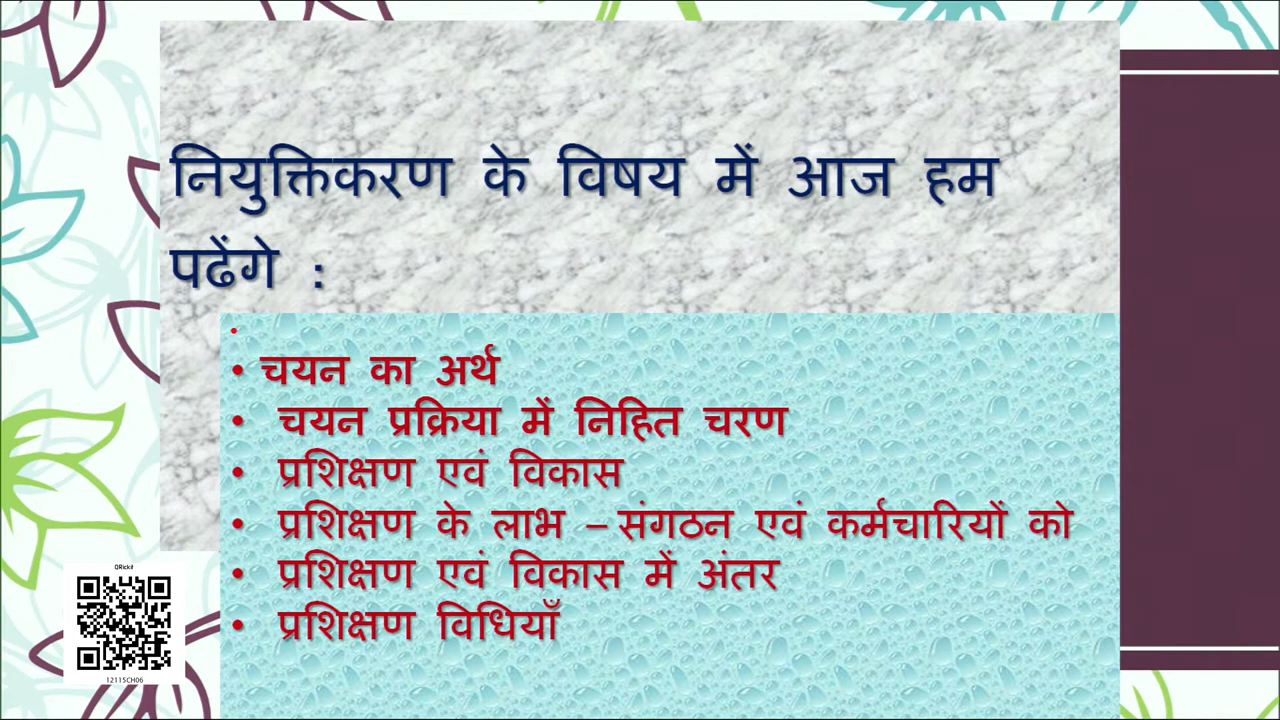 नियुक्तिकरण के विषय में आज हम
पढेंगे :
•
• चयन का अर्थ
• चयन प्रक्रिया में निहित चरण
• प्रशिक्षण एवं विकास
• प्रशिक्षण के लाभ – संगठन एवं कर्मचारियों को
• प्रशिक्षण एवं विकास में अंतर
• प्रशिक्षण विधियाँ
QRickit
12115CH06